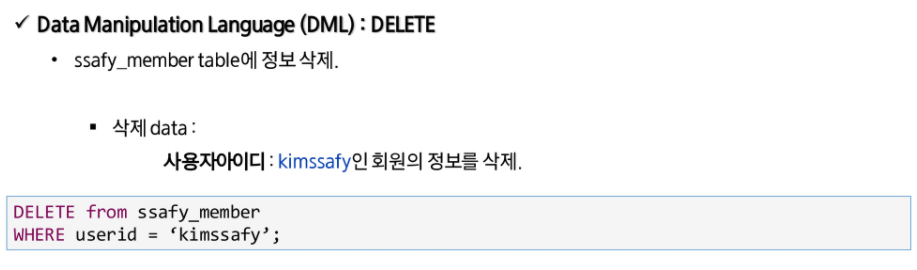 ✓ Data Manipulation Language (DML) : DELETE
• ssafy_member table에 정보 삭제.
▪ 삭제 data :
사용자아이디 : kimssafy인 회원의 정보를 삭제.
DELETE from ssafy_member
WHERE userid = ‘kimssafy’;